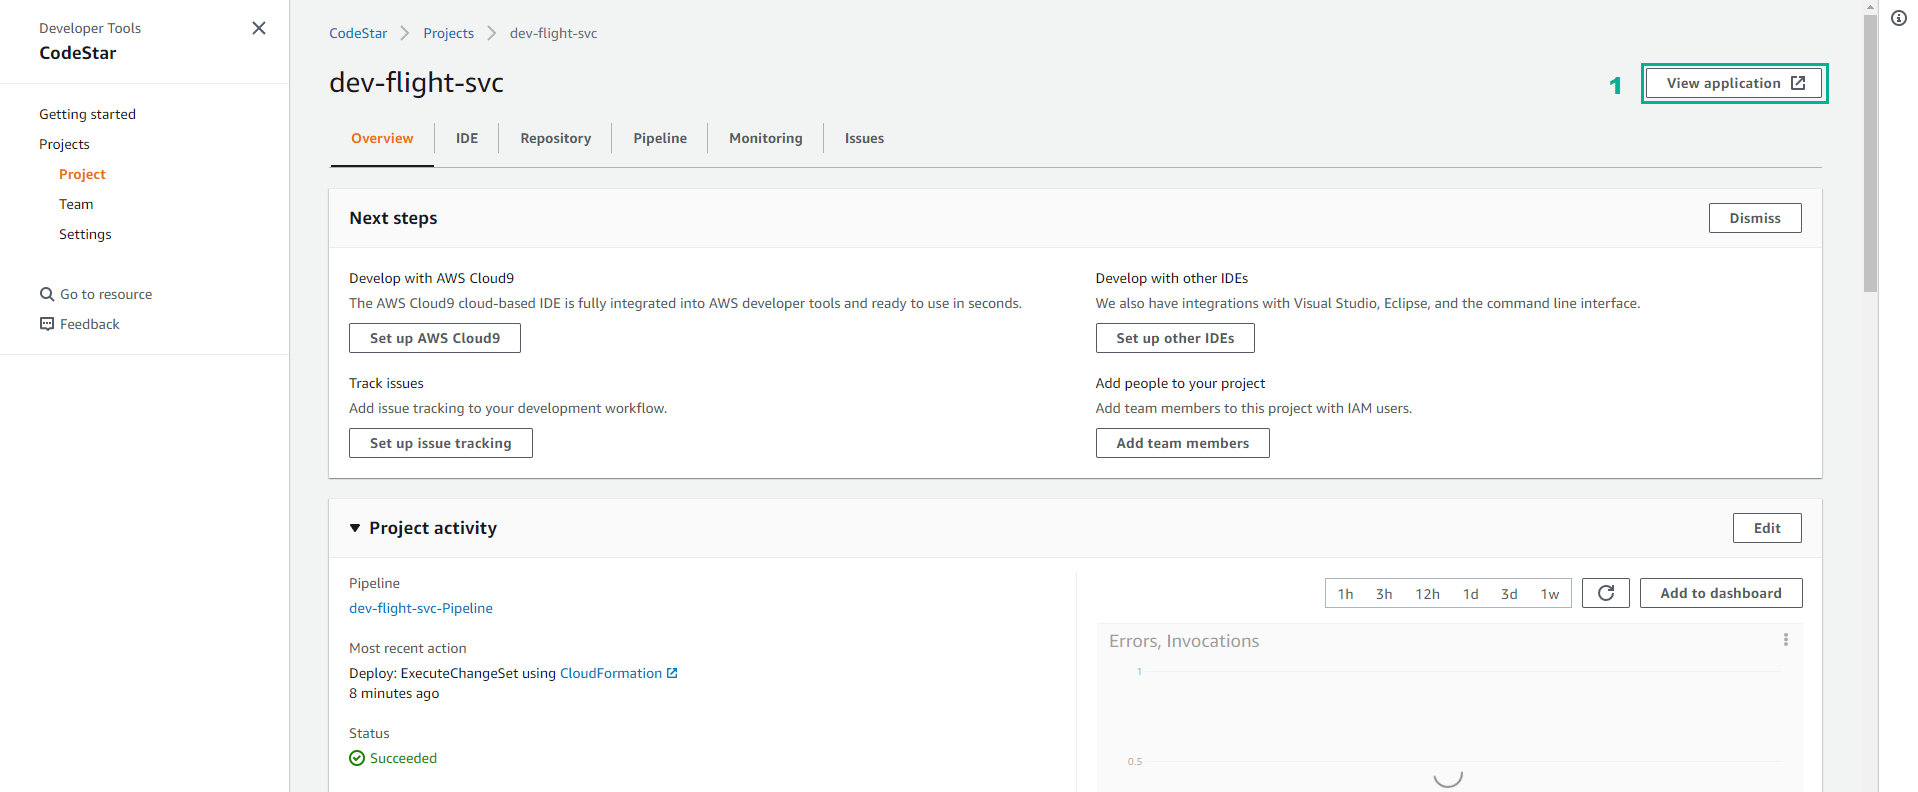 Developer Tools
CodeStar
Getting started
Projects
Project
Team
Settings
Go to resource
Feedback
CodeStar Projects dev-flight-svc
dev-flight-svc
1 View application
Overview IDE Repository Pipeline Monitoring Issues
Next steps
Dismiss
Develop with AWS Cloud9
The AWS Cloud9 cloud-based IDE is fully integrated into AWS developer tools and ready to use in seconds.
Set up AWS Cloud9
Develop with other IDEs
We also have integrations with Visual Studio, Eclipse, and the command line interface.
Set up other IDEs
Track issues
Add issue tracking to your development workflow.
Set up issue tracking
Add people to your project
Add team members to this project with IAM users.
Add team members
Project activity
Edit
Pipeline
dev-flight-svc-Pipeline
Most recent action
Deploy: ExecuteChangeSet using CloudFormation
8 minutes ago
Status
Succeeded
1h 3h 12h 1d 3d 1w
Add to dashboard
Errors, Invocations
1
0.5